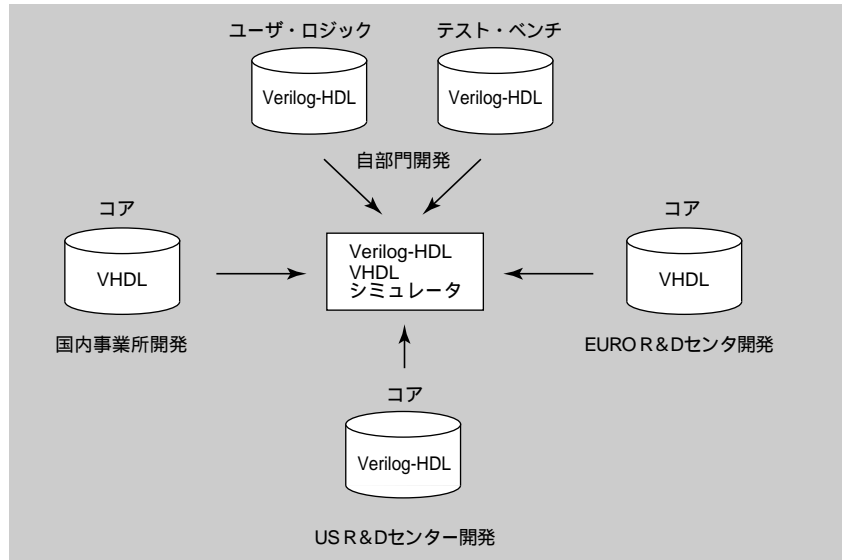 ユーザ・ロジック
テスト・ベンチ
Verilog-HDL
Verilog-HDL
自部門開発
コア
コア
VHDL
Verilog-HDL
VHDL
シミュレータ
VHDL
国内事業所開発
EURO R&Dセンタ開発
コア
Verilog-HDL
US R&Dセンター開発